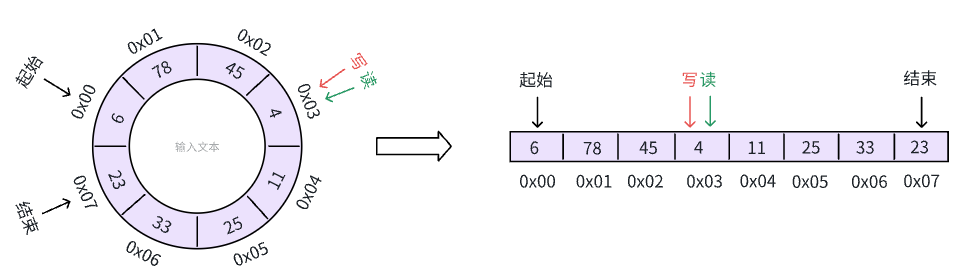 0x01
0x02
起始
写
读
78
45
0x00
0x03
6
4
输入文本
23
11
0x07
0x04
结束
33
25
0x06
0x05
起始
写 读
结束
6 78 45 4 11 25 33 23
0x00 0x01 0x02 0x03 0x04 0x05 0x06 0x07